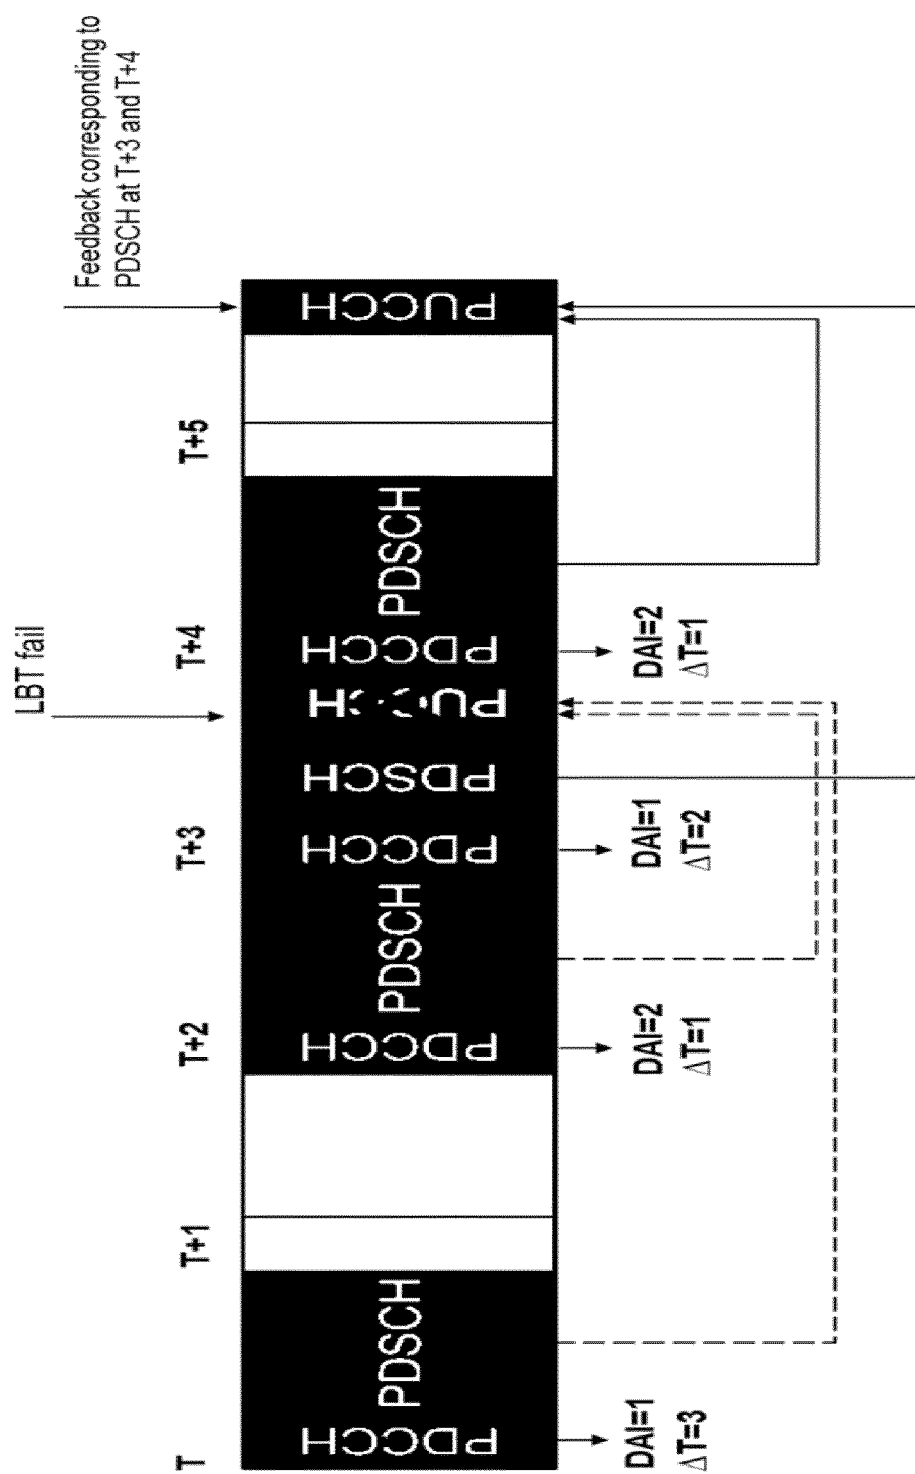 Feedback corresponding to
PDSCH at T+3 and T+4
LBT fail
T
T+1
T+2
T+3
T+4
T+5
PDCCH
PDSCH
PDCCH
PDSCH
PDCCH
PDSCH
PUCCH
PDCCH
PDSCH
PUCCH
DAI=1
ΔT=3
DAI=2
ΔT=1
DAI=1
ΔT=2
DAI=2
ΔT=1